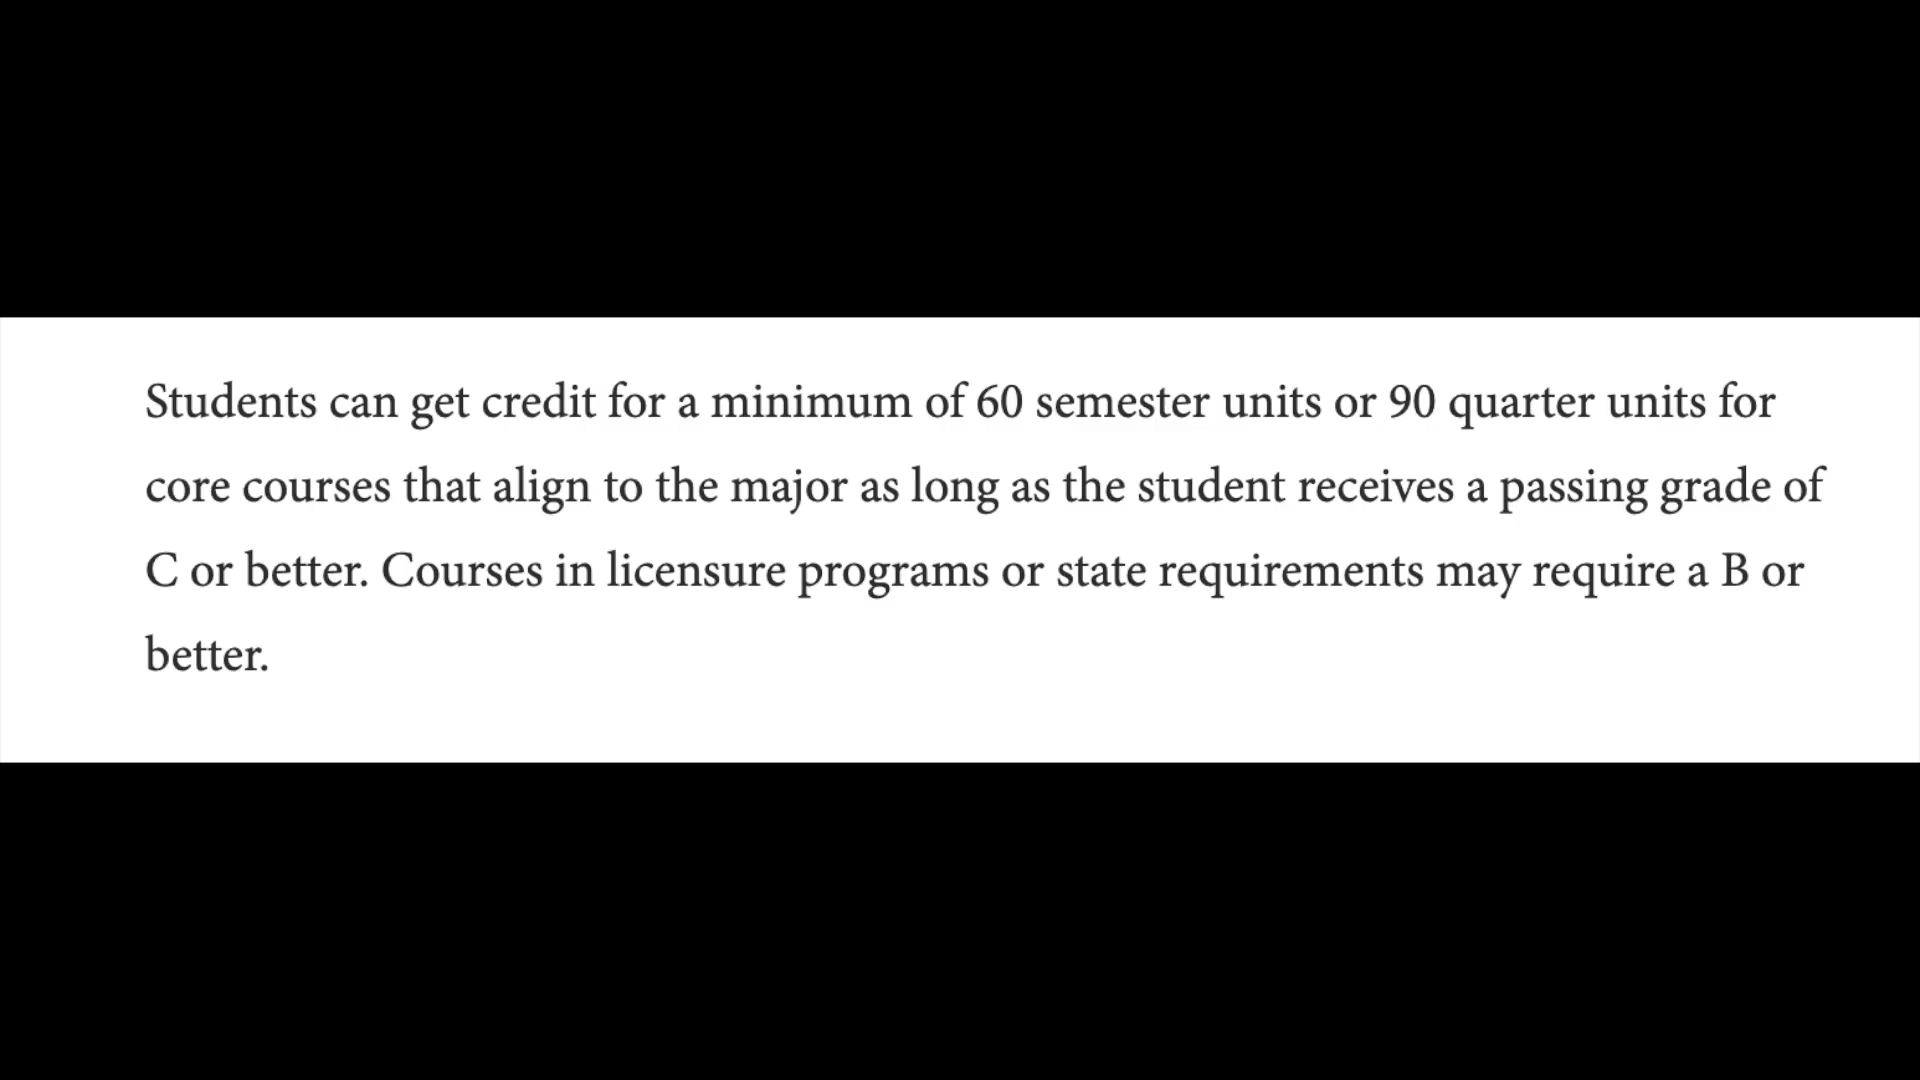 Students can get credit for a minimum of 60 semester units or 90 quarter units for
core courses that align to the major as long as the student receives a passing grade of
C or better. Courses in licensure programs or state requirements may require a B or
better.